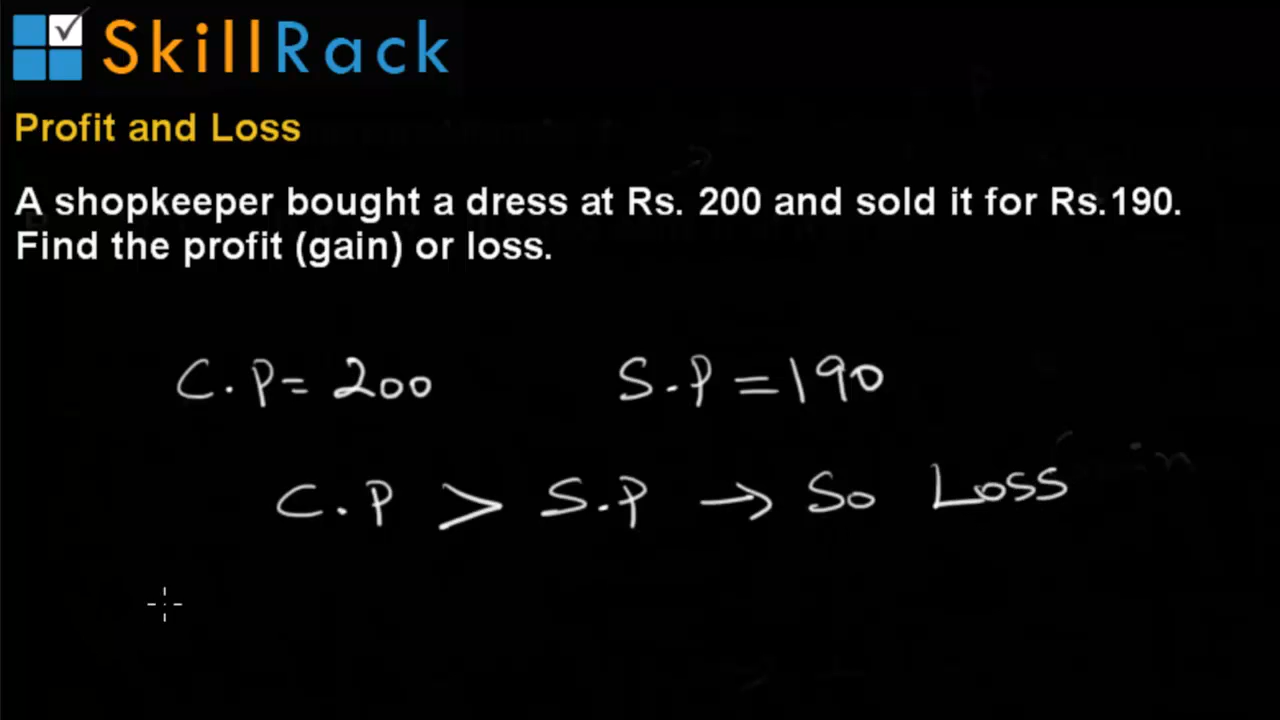 SkillRack
Profit and Loss
A shopkeeper bought a dress at Rs. 200 and sold it for Rs.190.
Find the profit (gain) or loss.
C.P= 200 S.P =190
C.P > S.P → So Loss